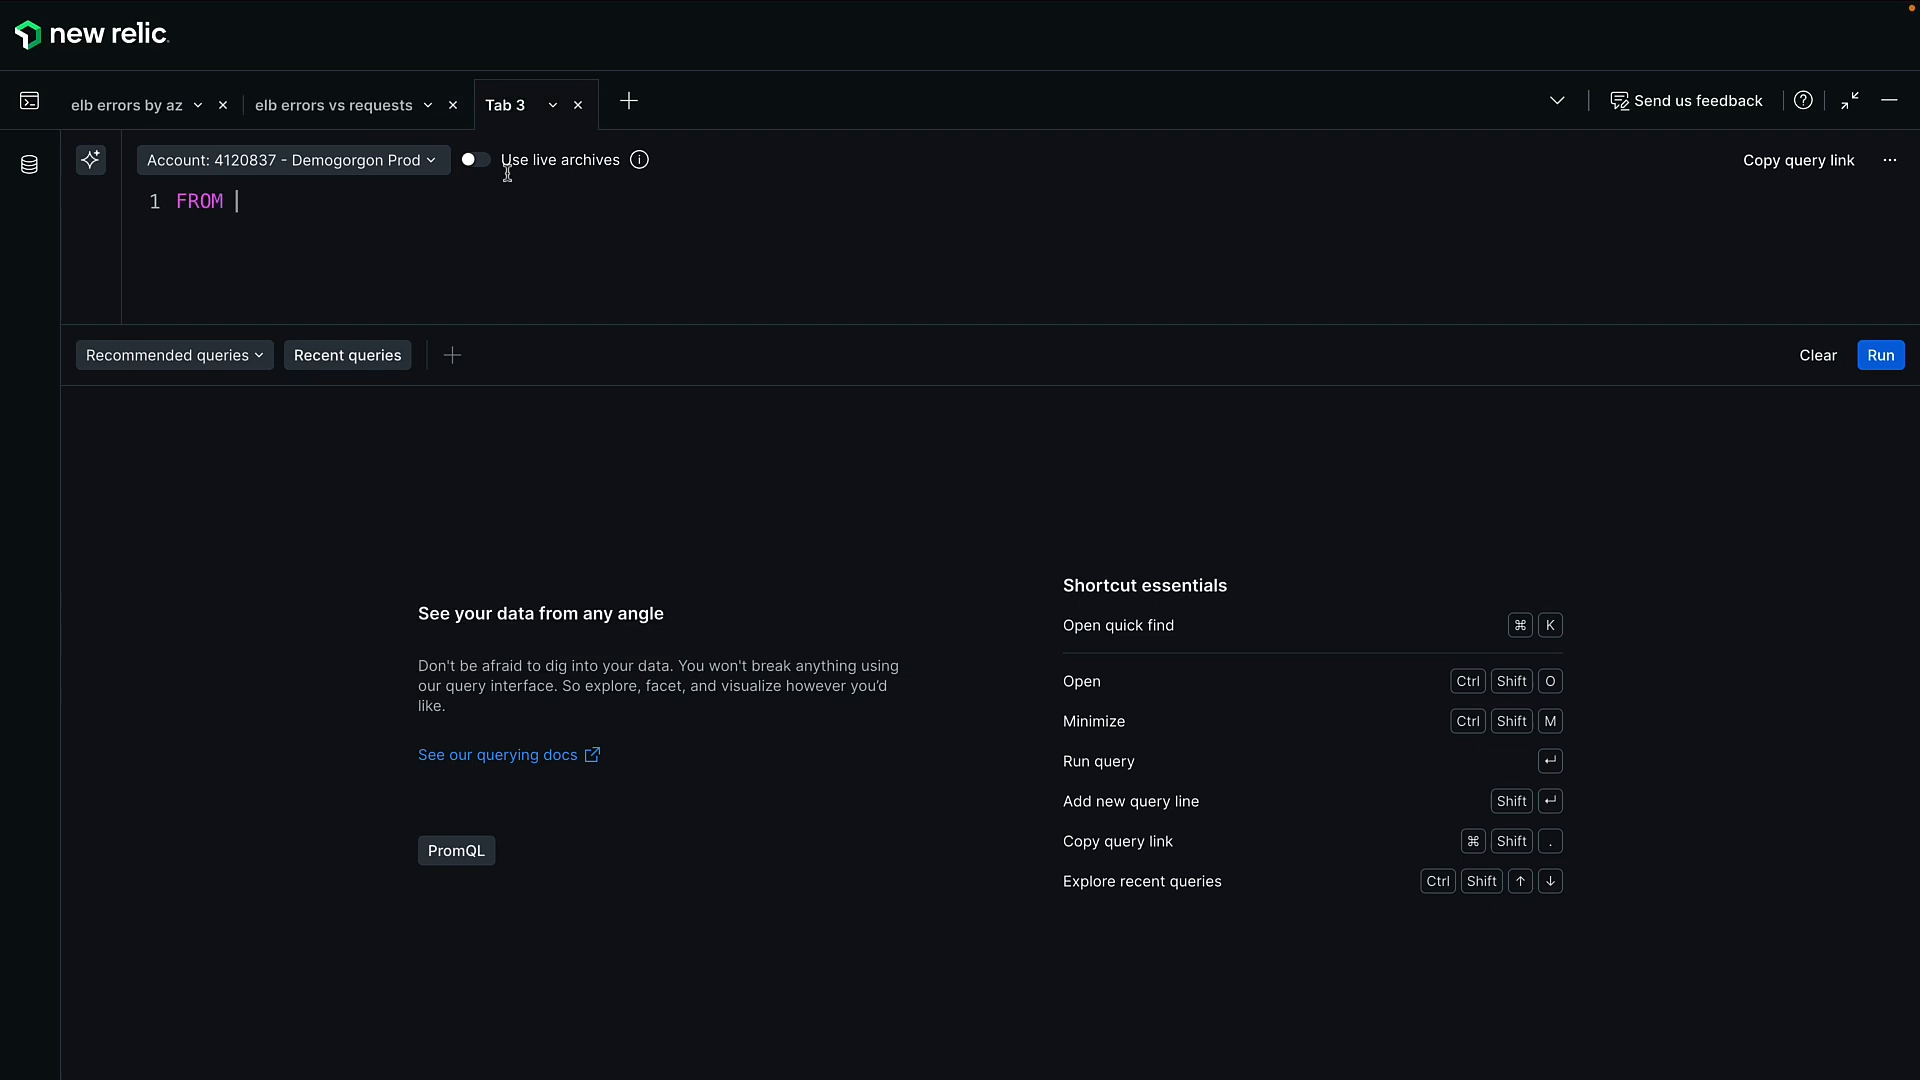 new relic
elb errors by az
elb errors vs requests
Tab 3
Send us feedback
Account: 4120837 - Demogorgon Prod
Use live archives
Copy query link
1 FROM
Recommended queries
Recent queries
Clear
Run
See your data from any angle
Don't be afraid to dig into your data. You won't break anything using
our query interface. So explore, facet, and visualize however you'd
like.
See our querying docs
PromQL
Shortcut essentials
Open quick find ⌘ K
Open Ctrl Shift O
Minimize Ctrl Shift M
Run query ↵
Add new query line Shift ↵
Copy query link ⌘ Shift .
Explore recent queries Ctrl Shift ↑ ↓